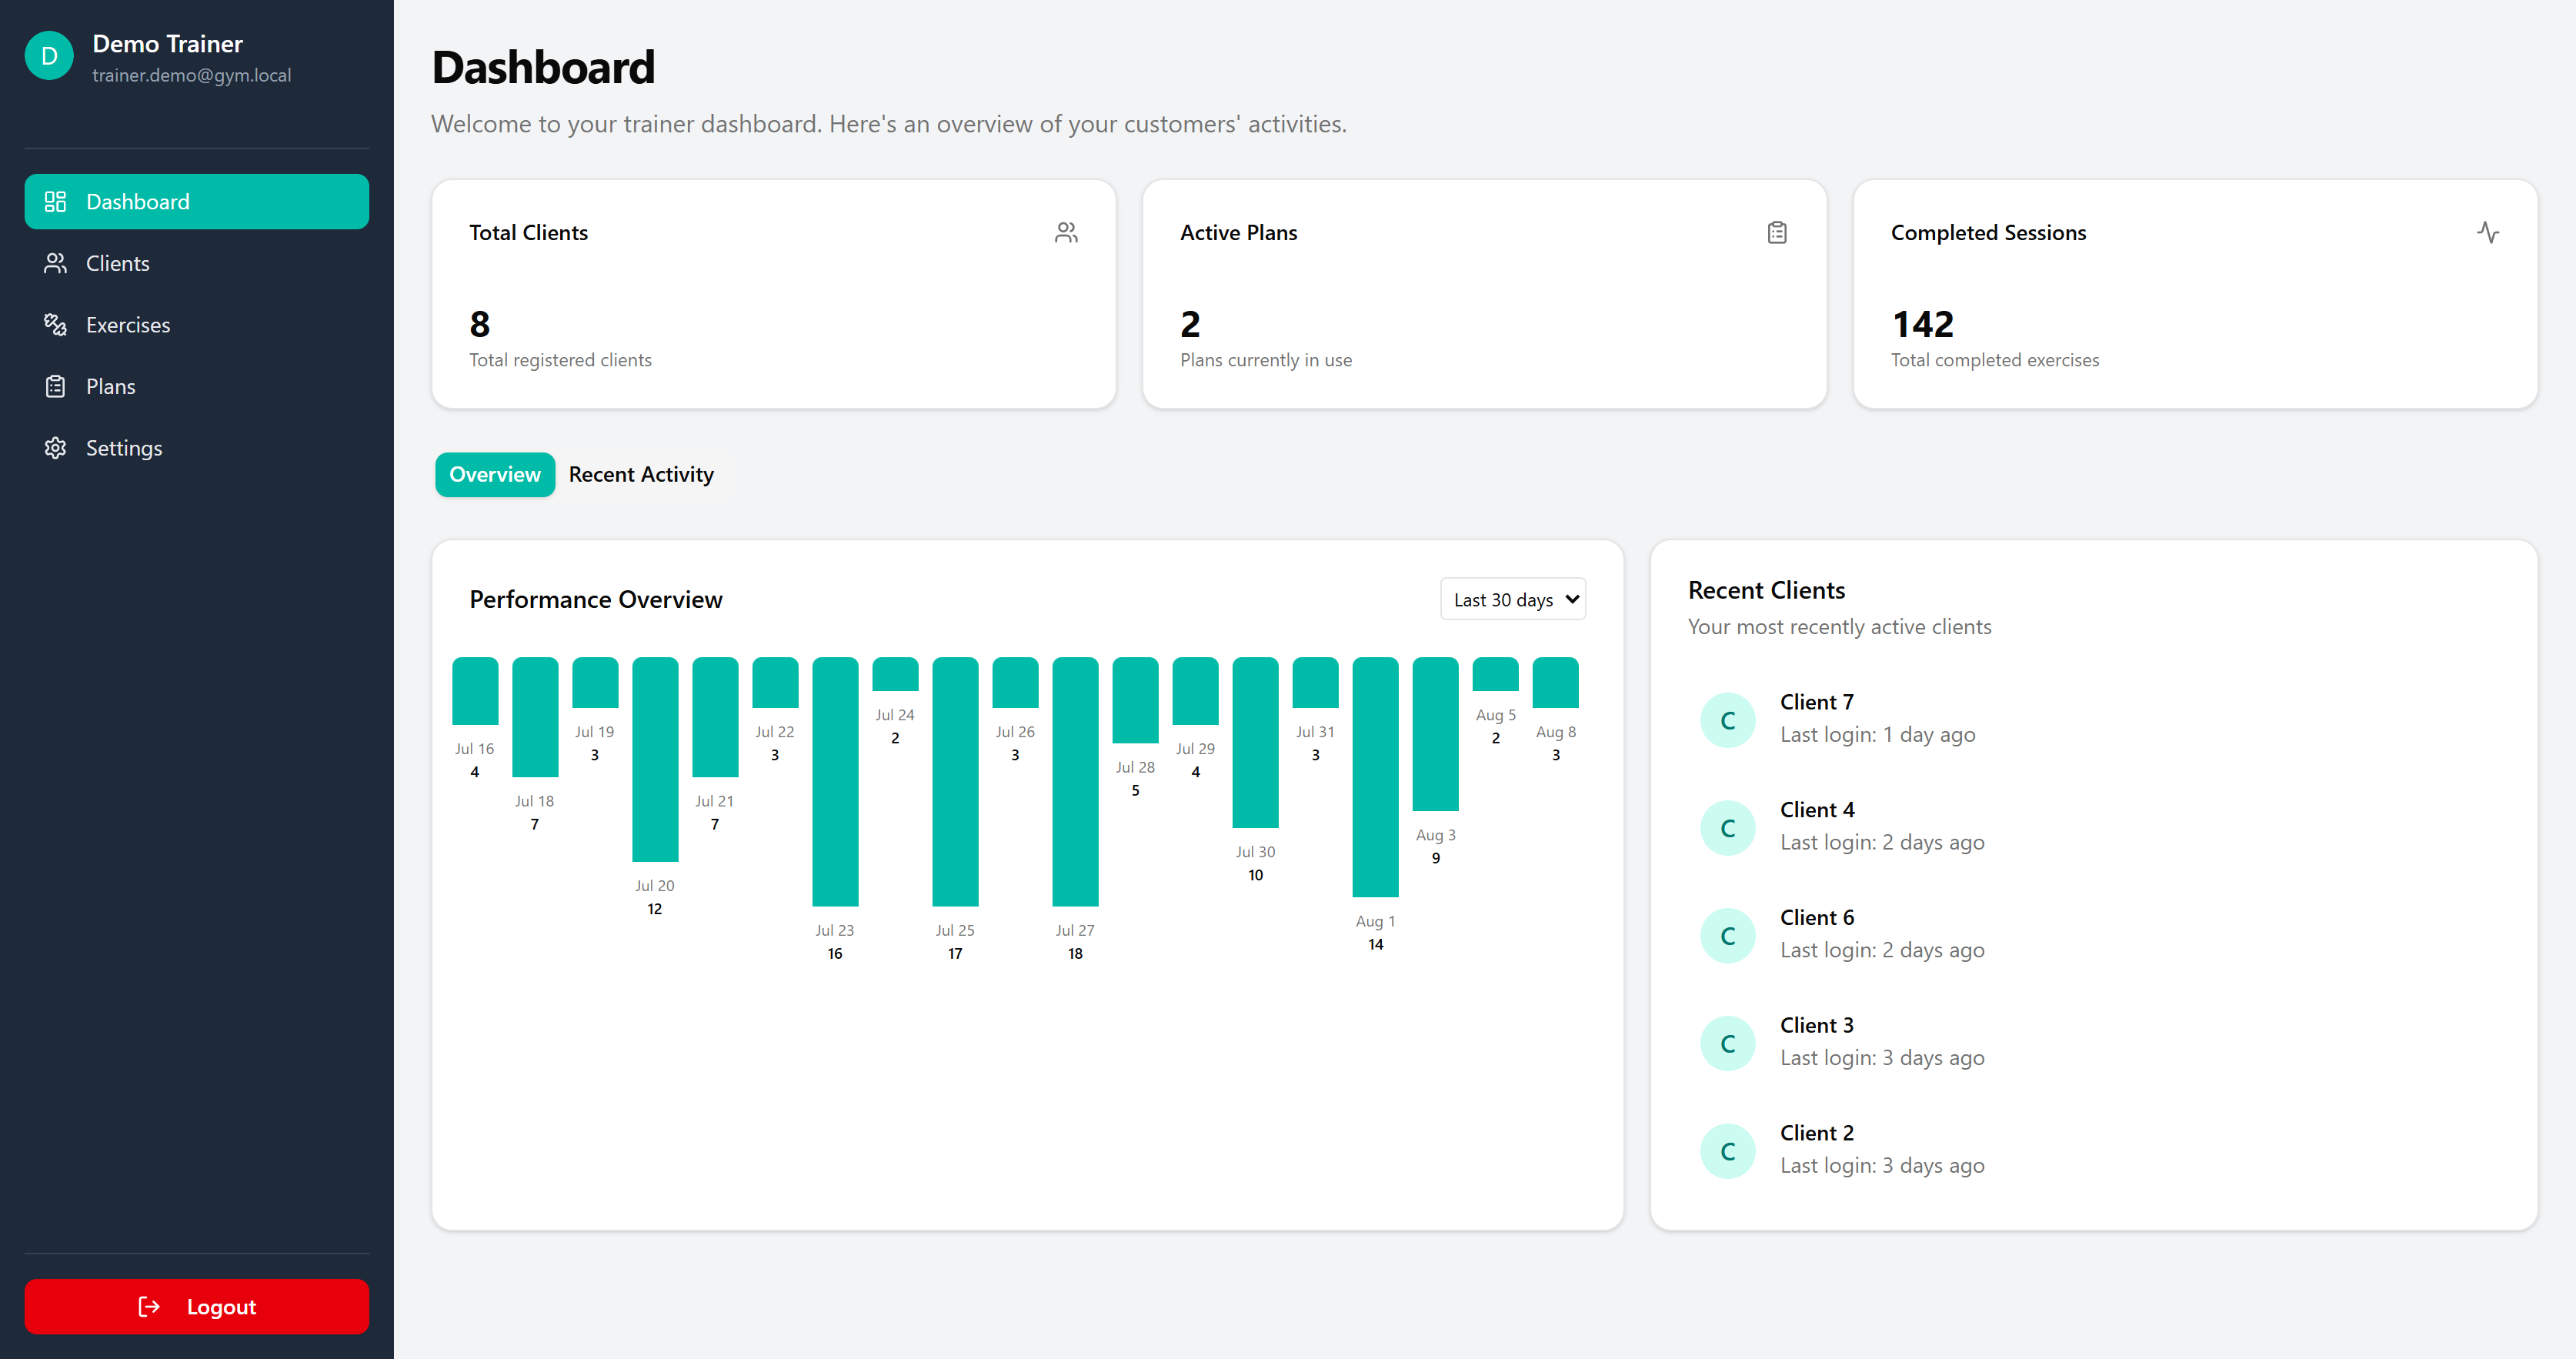 D
Demo Trainer
trainer.demo@gym.local
Dashboard
Clients
Exercises
Plans
Settings
Logout
Dashboard
Welcome to your trainer dashboard. Here's an overview of your customers' activities.
Total Clients
8
Total registered clients
Active Plans
2
Plans currently in use
Completed Sessions
142
Total completed exercises
Overview
Recent Activity
Performance Overview
Last 30 days
Jul 16
4
Jul 18
7
Jul 19
3
Jul 20
12
Jul 21
7
Jul 22
3
Jul 23
16
Jul 24
2
Jul 25
17
Jul 26
3
Jul 27
18
Jul 28
5
Jul 29
4
Jul 30
10
Jul 31
3
Aug 1
14
Aug 3
9
Aug 5
2
Aug 8
3
Recent Clients
Your most recently active clients
C
Client 7
Last login: 1 day ago
C
Client 4
Last login: 2 days ago
C
Client 6
Last login: 2 days ago
C
Client 3
Last login: 3 days ago
C
Client 2
Last login: 3 days ago